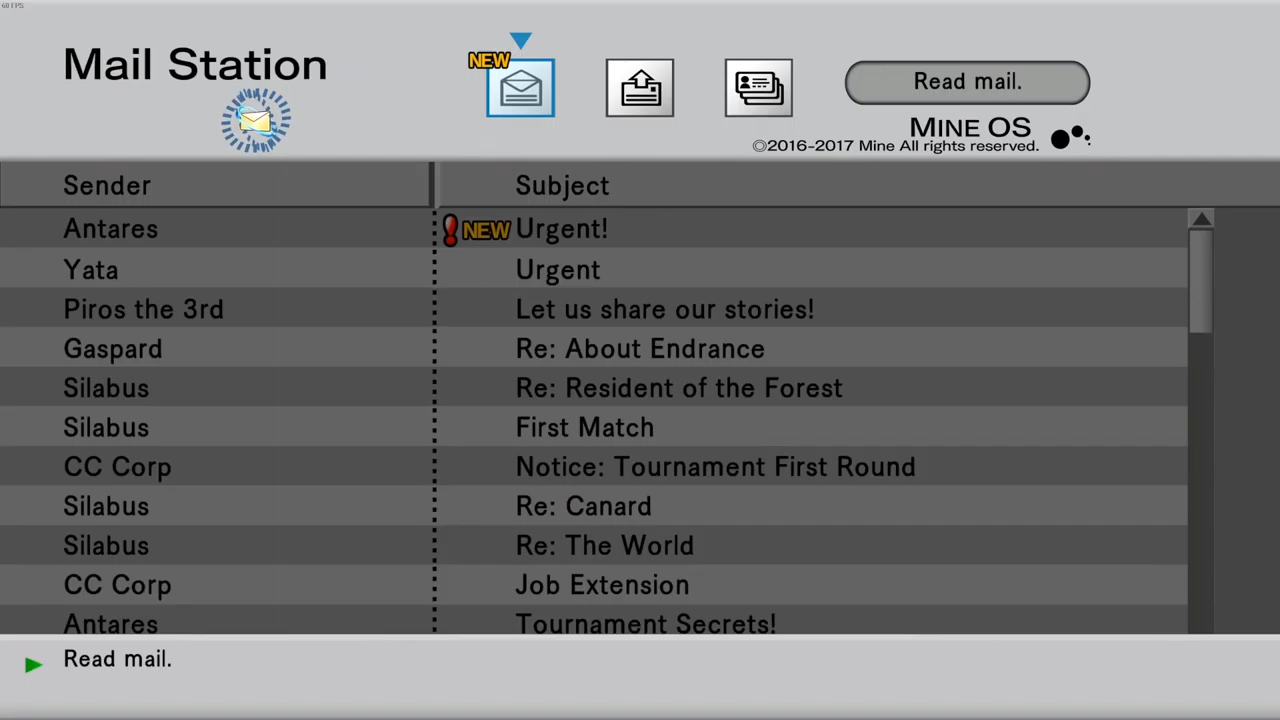 60 FPS
Mail Station
NEW
Read mail.
MINE OS
©2016-2017 Mine All rights reserved.
Sender Subject
Antares NEW Urgent!
Yata Urgent
Piros the 3rd Let us share our stories!
Gaspard Re: About Endrance
Silabus Re: Resident of the Forest
Silabus First Match
CC Corp Notice: Tournament First Round
Silabus Re: Canard
Silabus Re: The World
CC Corp Job Extension
Antares Tournament Secrets!
Read mail.